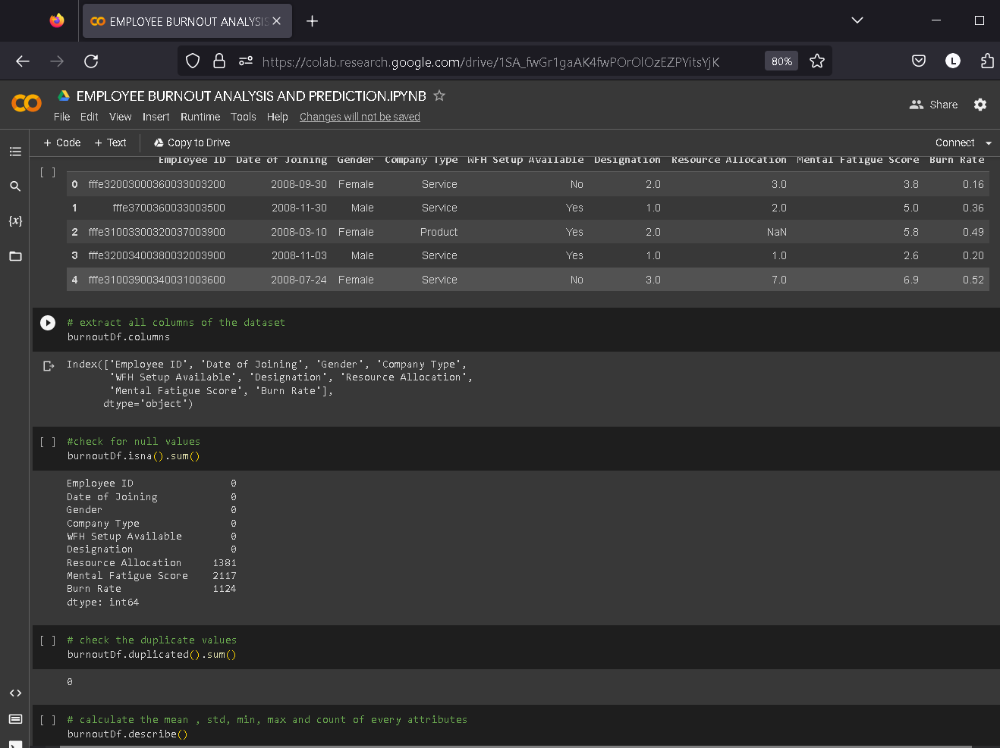 EMPLOYEE BURNOUT ANALYSIS
https://colab.research.google.com/drive/1SA_fwGr1gaAK4fwPOrOlOzEZPYitsYjK 80% L
EMPLOYEE BURNOUT ANALYSIS AND PREDICTION.IPYNB
File Edit View Insert Runtime Tools Help Changes will not be saved
Share
+ Code + Text Copy to Drive Connect
Employee ID Date of Joining Gender Company Type WFH Setup Available Designation Resource Allocation Mental Fatigue Score Burn Rate
[ ]
0 fffe32003000360033003200 2008-09-30 Female Service No 2.0 3.0 3.8 0.16
1 fffe3700360033003500 2008-11-30 Male Service Yes 1.0 2.0 5.0 0.36
2 fffe31003300320037003900 2008-03-10 Female Product Yes 2.0 NaN 5.8 0.49
3 fffe32003400380032003900 2008-11-03 Male Service Yes 1.0 1.0 2.6 0.20
4 fffe31003900340031003600 2008-07-24 Female Service No 3.0 7.0 6.9 0.52
# extract all columns of the dataset
burnoutDf.columns
Index(['Employee ID', 'Date of Joining', 'Gender', 'Company Type',
'WFH Setup Available', 'Designation', 'Resource Allocation',
'Mental Fatigue Score', 'Burn Rate'],
dtype='object')
[ ] #check for null values
burnoutDf.isna().sum()
Employee ID 0
Date of Joining 0
Gender 0
Company Type 0
WFH Setup Available 0
Designation 0
Resource Allocation 1381
Mental Fatigue Score 2117
Burn Rate 1124
dtype: int64
[ ] # check the duplicate values
burnoutDf.duplicated().sum()
0
[ ] # calculate the mean , std, min, max and count of every attributes
burnoutDf.describe()